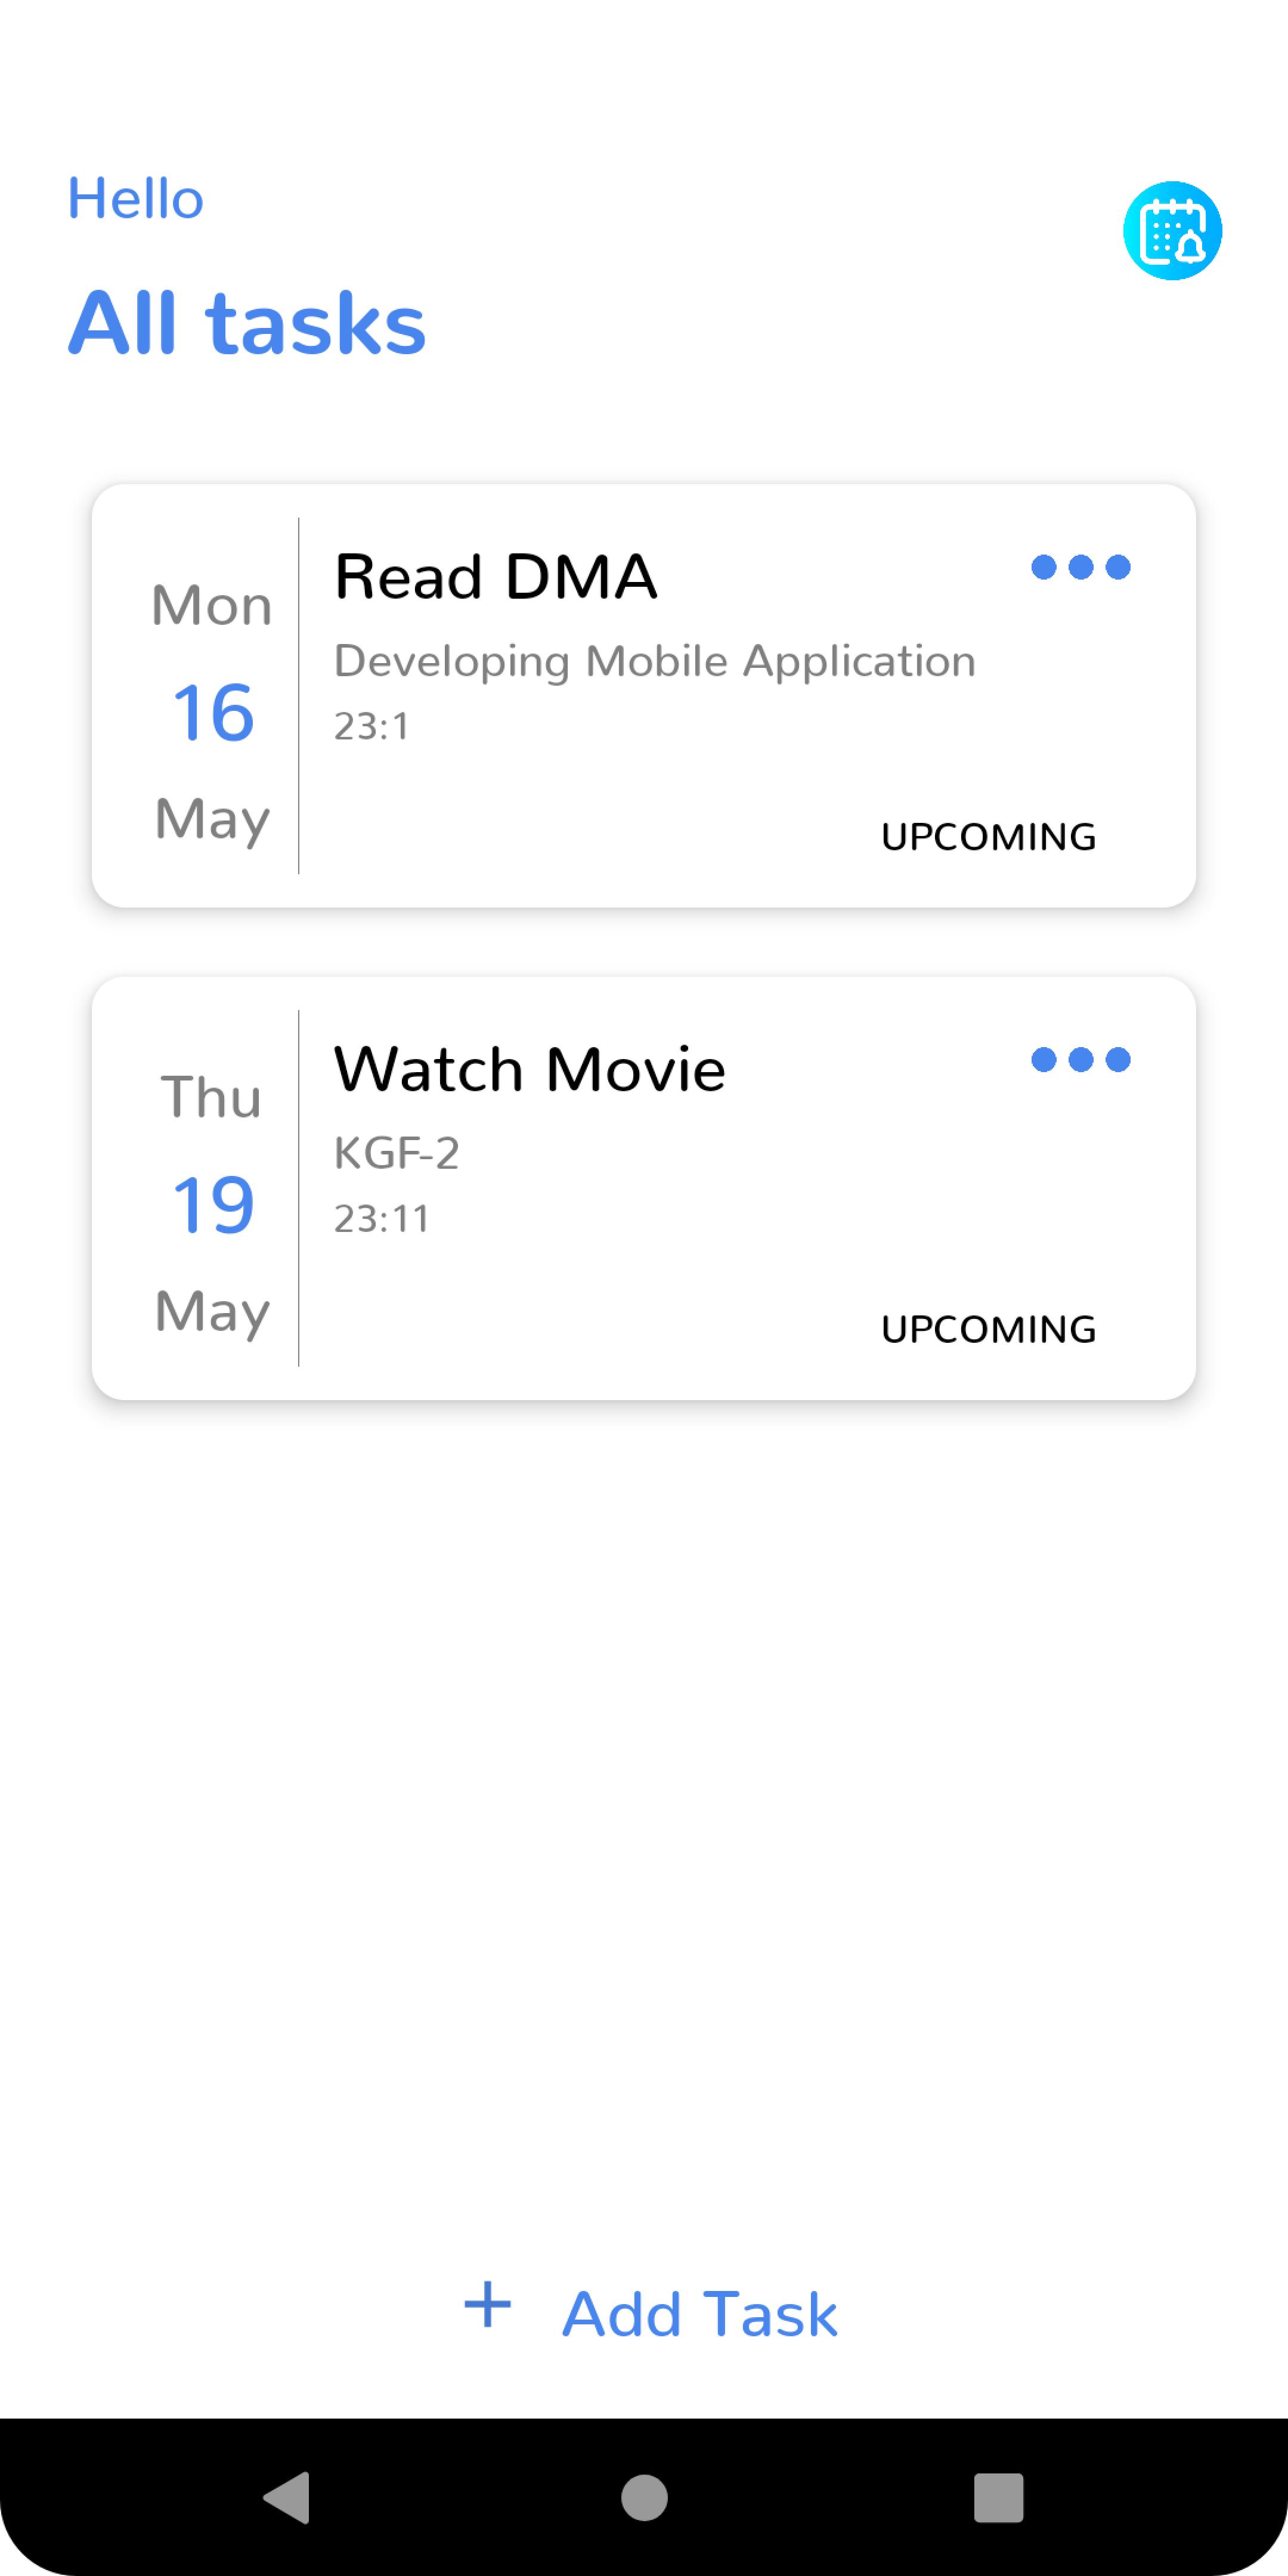 Hello
All tasks
Mon
16
May
Read DMA
Developing Mobile Application
23:1
UPCOMING
Thu
19
May
Watch Movie
KGF-2
23:11
UPCOMING
+ Add Task